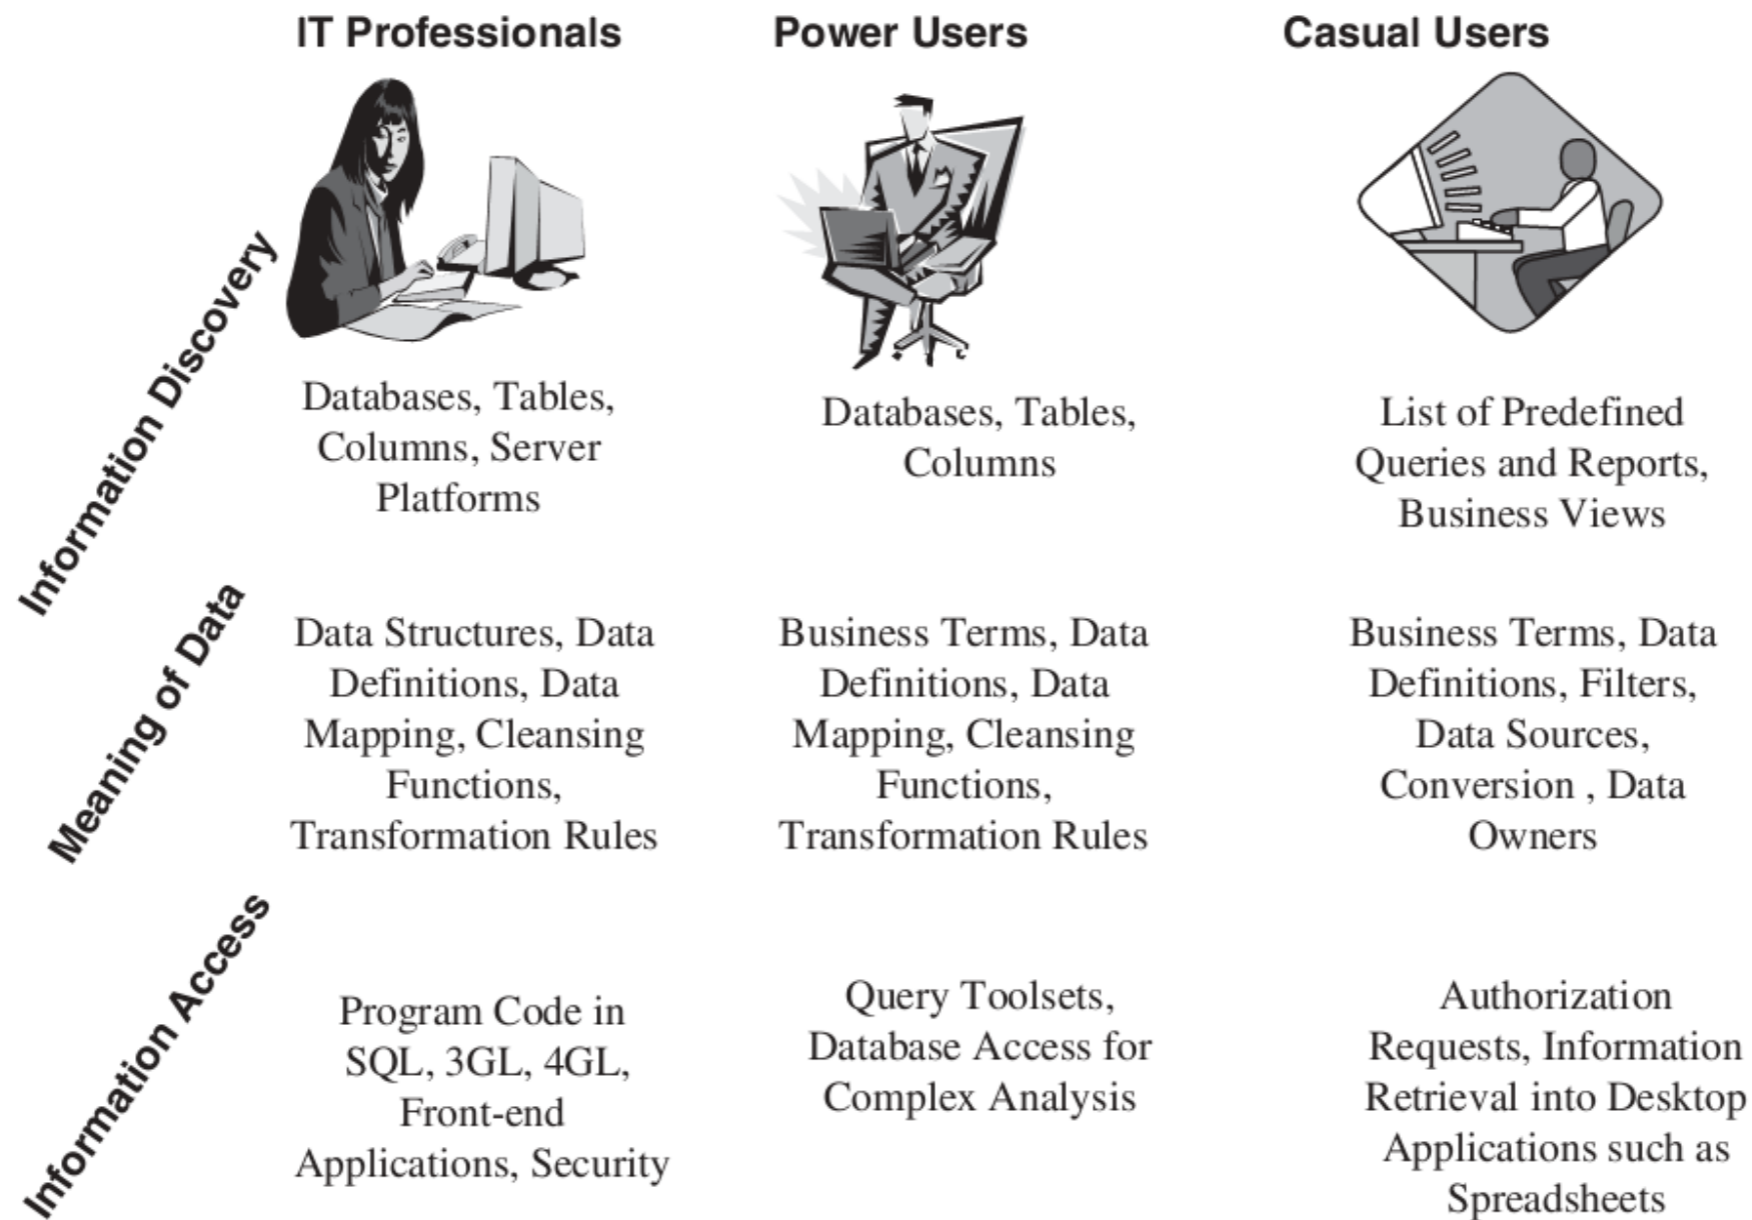 IT Professionals
Power Users
Casual Users
Information Discovery
Databases, Tables,
Columns, Server
Platforms
Databases, Tables,
Columns
List of Predefined
Queries and Reports,
Business Views
Meaning of Data
Data Structures, Data
Definitions, Data
Mapping, Cleansing
Functions,
Transformation Rules
Business Terms, Data
Definitions, Data
Mapping, Cleansing
Functions,
Transformation Rules
Business Terms, Data
Definitions, Filters,
Data Sources,
Conversion , Data
Owners
Information Access
Program Code in
SQL, 3GL, 4GL,
Front-end
Applications, Security
Query Toolsets,
Database Access for
Complex Analysis
Authorization
Requests, Information
Retrieval into Desktop
Applications such as
Spreadsheets